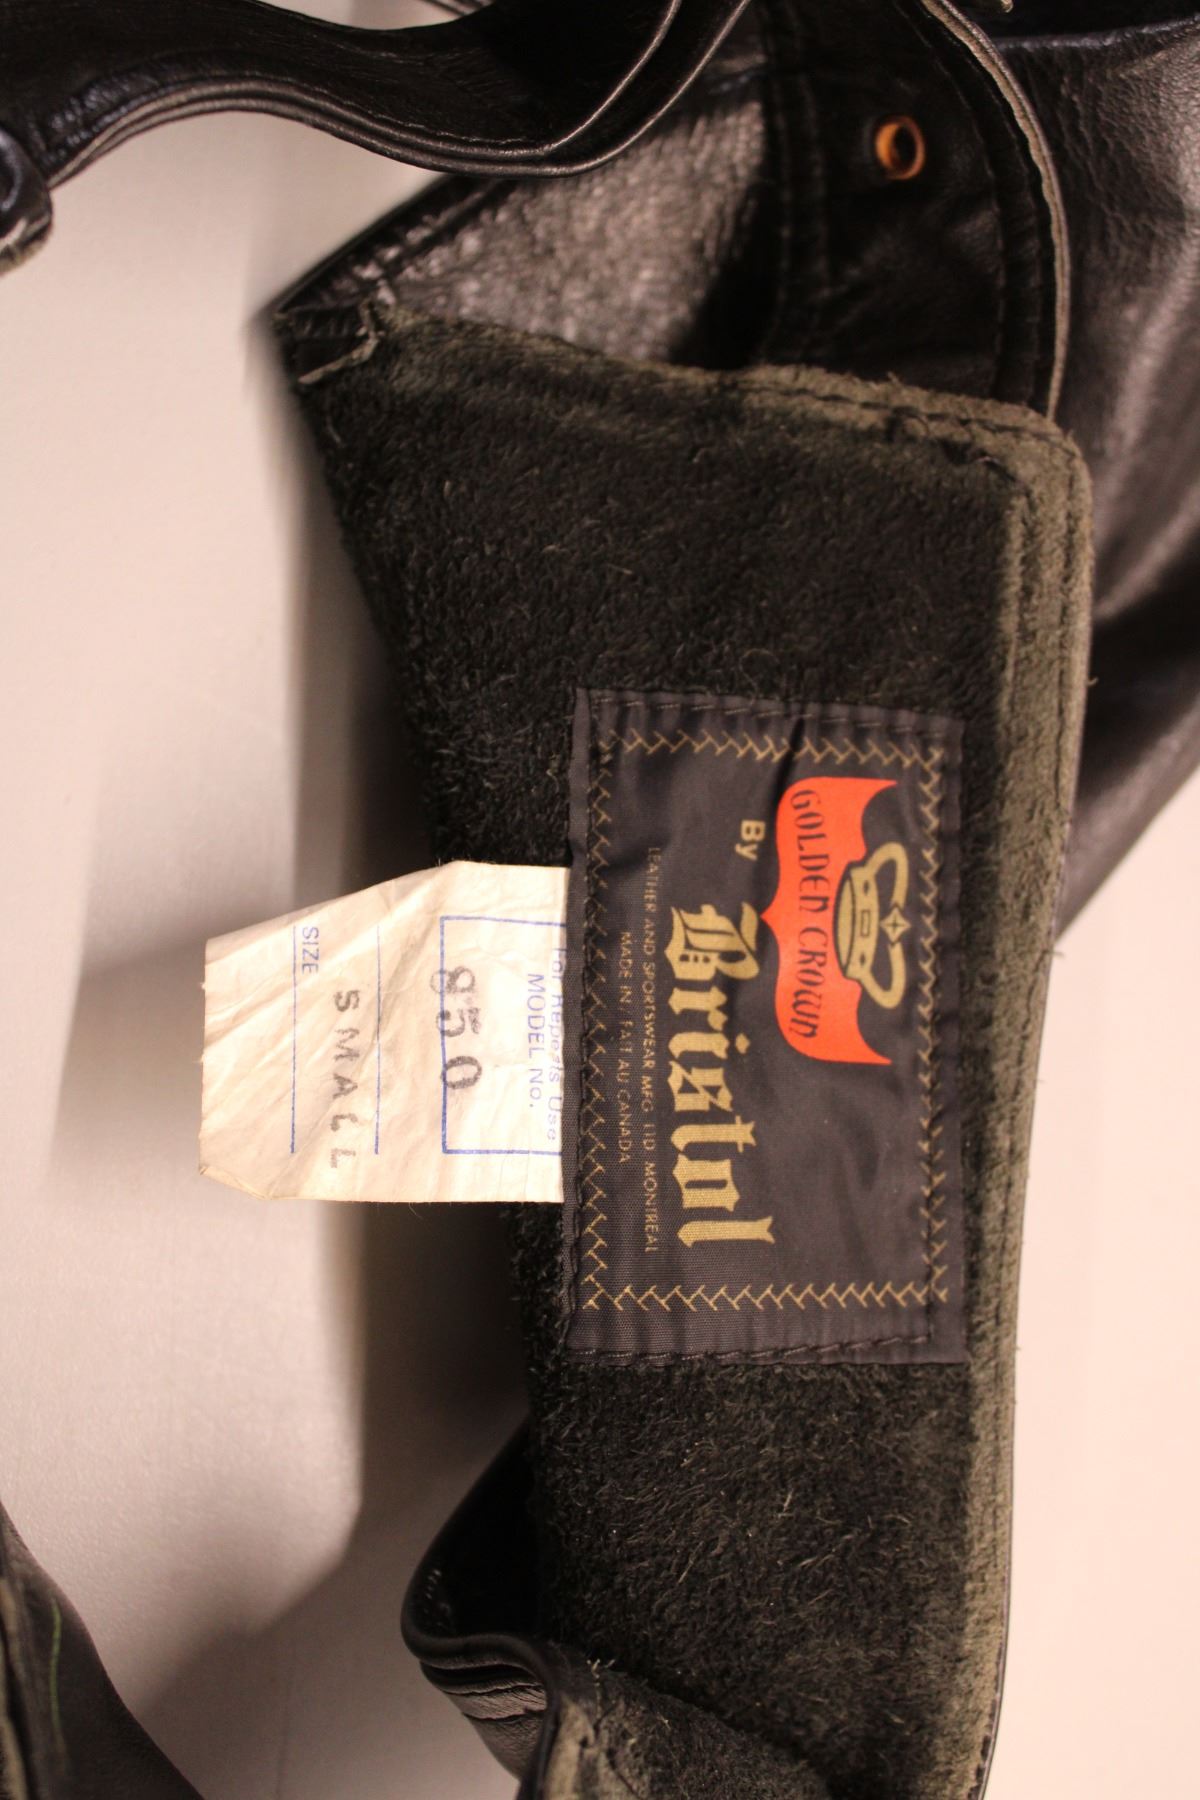 GOLDEN CROWN
By
Bristol
LEATHER AND SPORTSWEAR MFG. LTD. MONTREAL
MADE IN, FAIT AU CANADA
For Repeats Use
MODEL No.
850
SMALL
SIZE